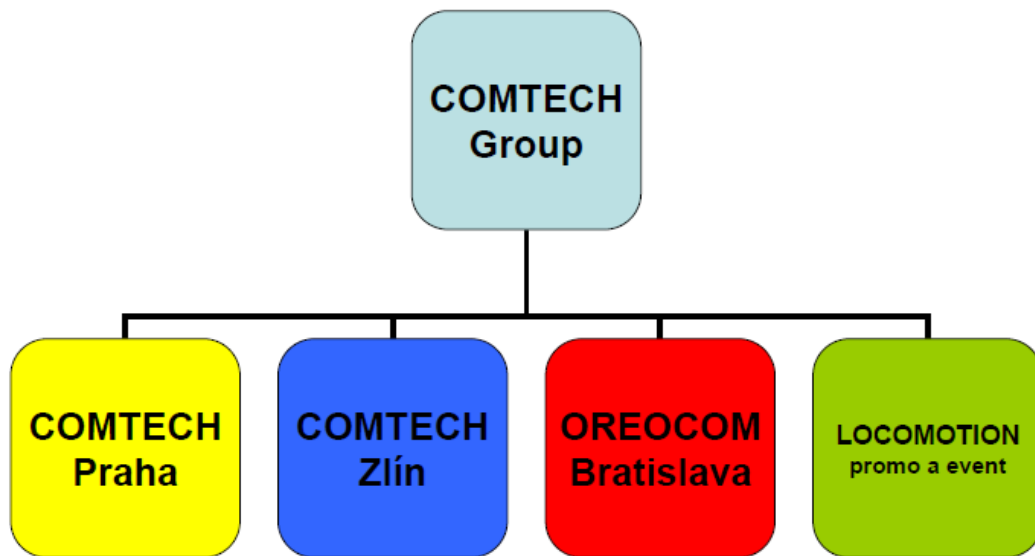 COMTECH
Group
COMTECH
Praha
COMTECH
Zlín
OREOCOM
Bratislava
LOCOMOTION
promo a event